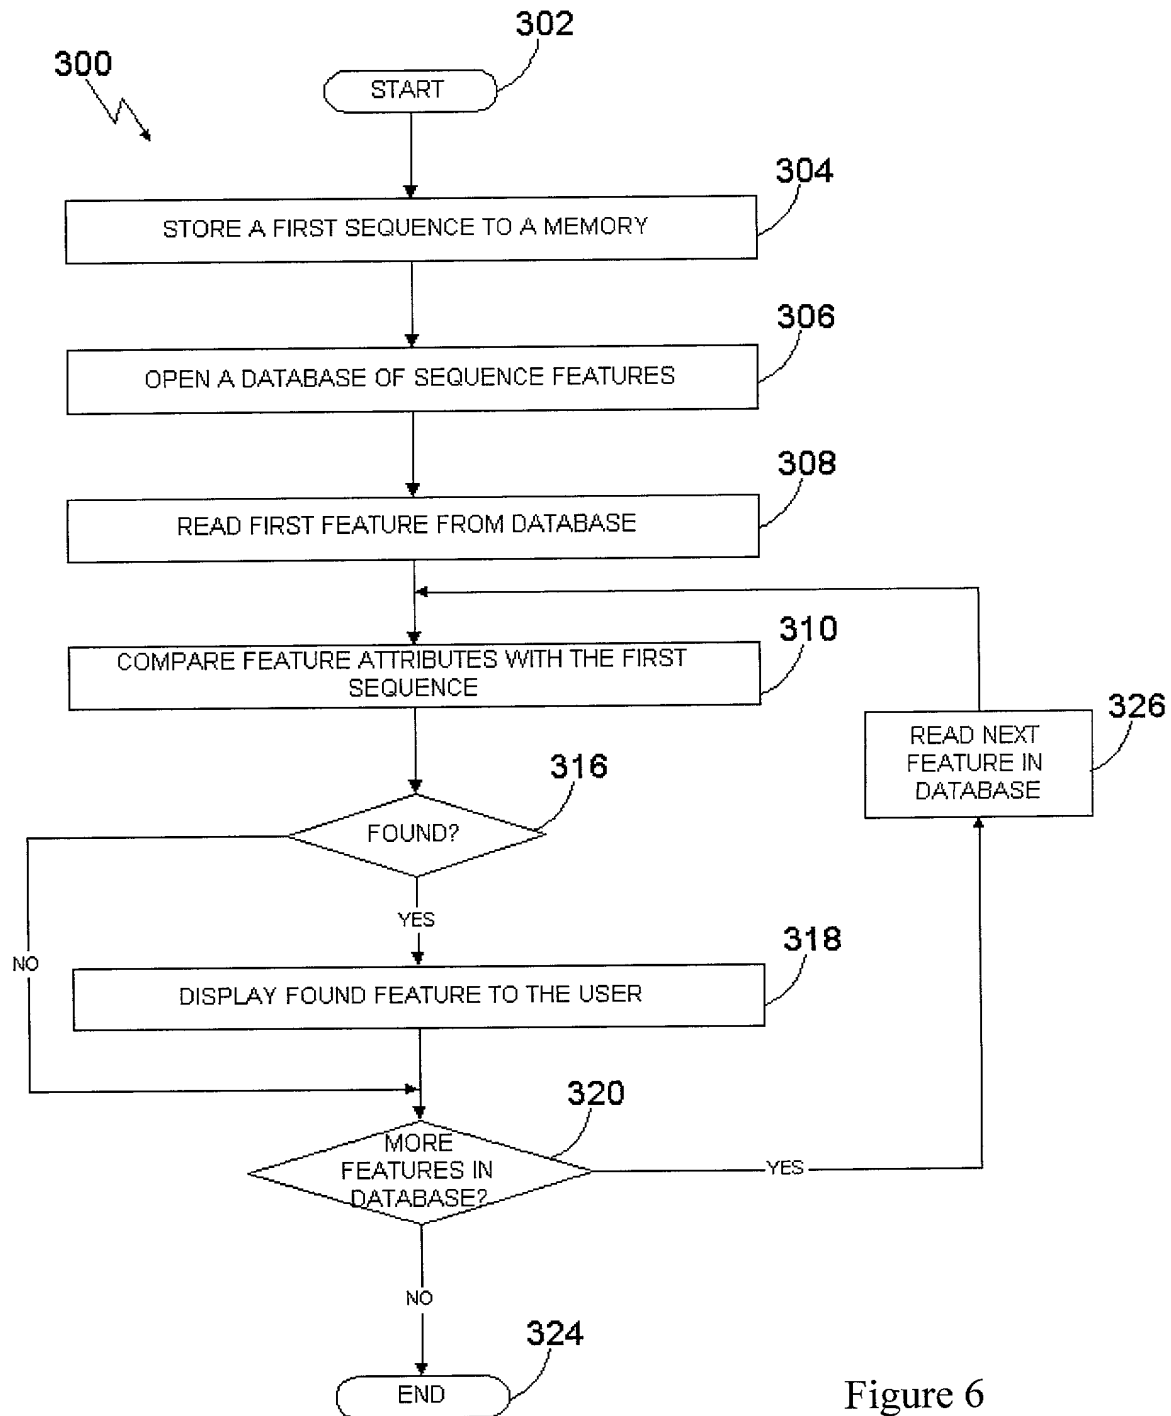 302
300
START
304
STORE A FIRST SEQUENCE TO A MEMORY
306
OPEN A DATABASE OF SEQUENCE FEATURES
308
READ FIRST FEATURE FROM DATABASE
310
COMPARE FEATURE ATTRIBUTES WITH THE FIRST
SEQUENCE
326
READ NEXT
FEATURE IN
DATABASE
316
FOUND?
YES
NO
318
DISPLAY FOUND FEATURE TO THE USER
320
MORE
FEATURES IN
DATABASE?
YES
NO
324
END
Figure 6